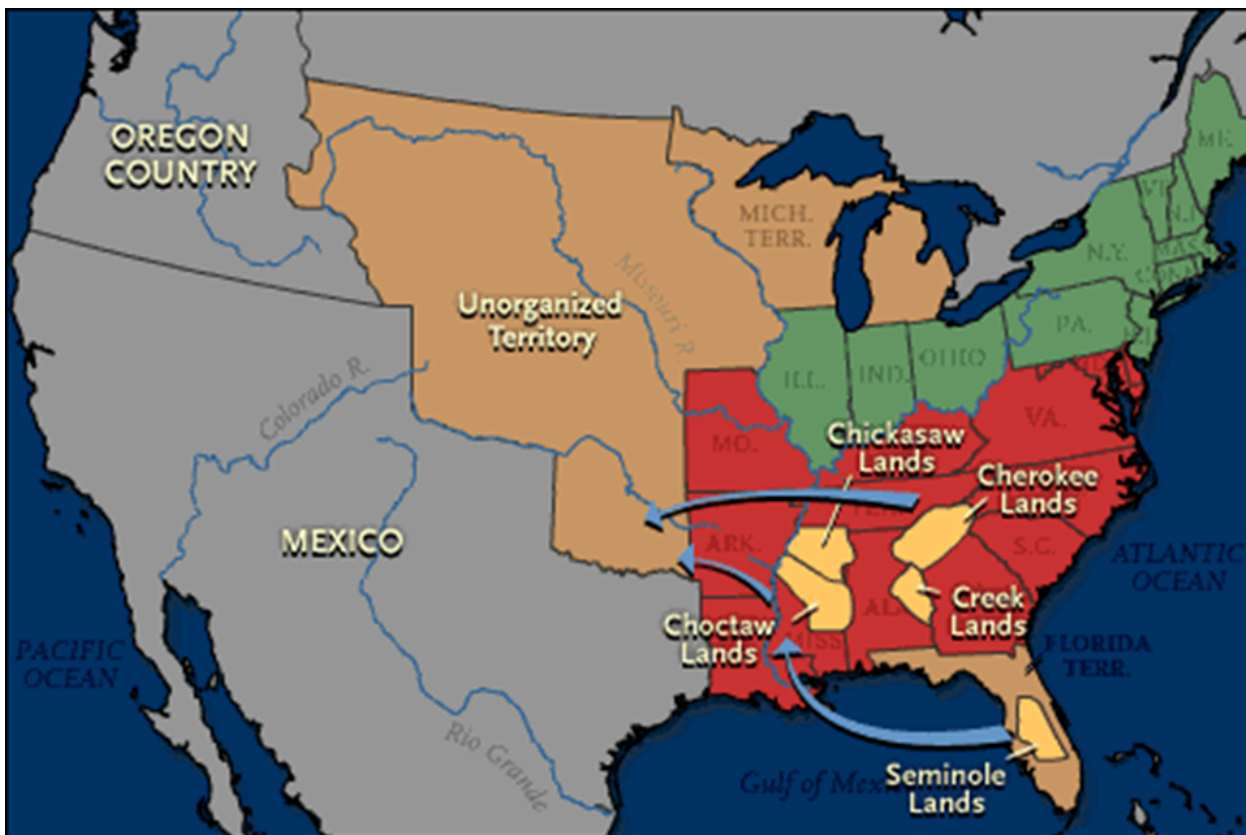 OREGON
COUNTRY
MICH.
TERR.
ME.
N.Y.
MASS
CONN
PA.
Unorganized
Territory
Missouri R.
ILL.
IND.
OHIO
Colorado R.
MO.
VA.
Chickasaw
Lands
Cherokee
Lands
MEXICO
ARK.
S.C.
ATLANTIC
OCEAN
Creek
Lands
Choctaw
Lands
MISS
AL
PACIFIC
OCEAN
FLORIDA
TERR.
Rio Grande
Gulf of Mexico
Seminole
Lands